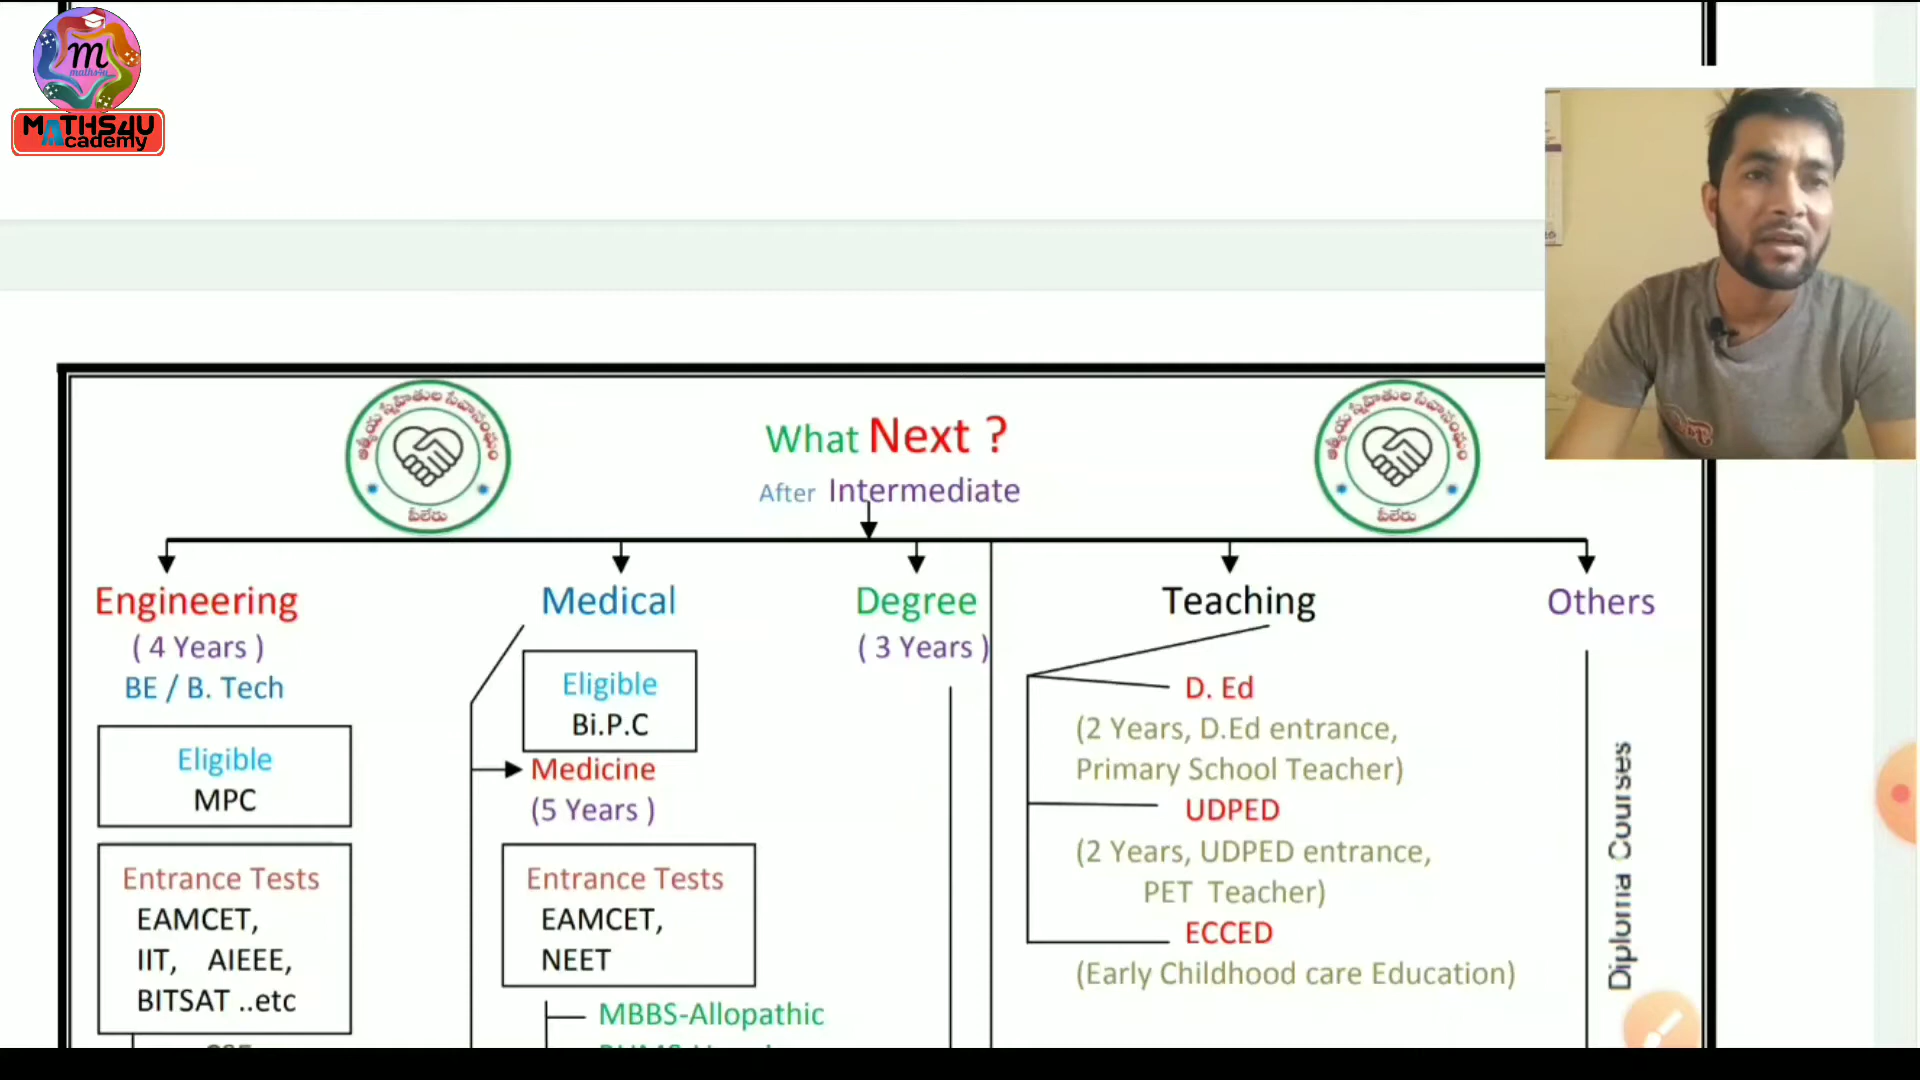 m
maths4u
MATHS4U
Academy
ఆత్మీయ స్నేహితుల సేవాసంఘం
పీలేరు
What Next ?
After Intermediate
ఆత్మీయ స్నేహితుల సేవాసంఘం
పీలేరు
Engineering
( 4 Years )
BE / B. Tech
Eligible
MPC
Entrance Tests
EAMCET,
IIT, AIEEE,
BITSAT ..etc
Medical
Eligible
Bi.P.C
Medicine
(5 Years )
Entrance Tests
EAMCET,
NEET
MBBS-Allopathic
Degree
( 3 Years )
Teaching
D. Ed
(2 Years, D.Ed entrance,
Primary School Teacher)
UDPED
(2 Years, UDPED entrance,
PET Teacher)
ECCED
(Early Childhood care Education)
Others
Diploma Courses